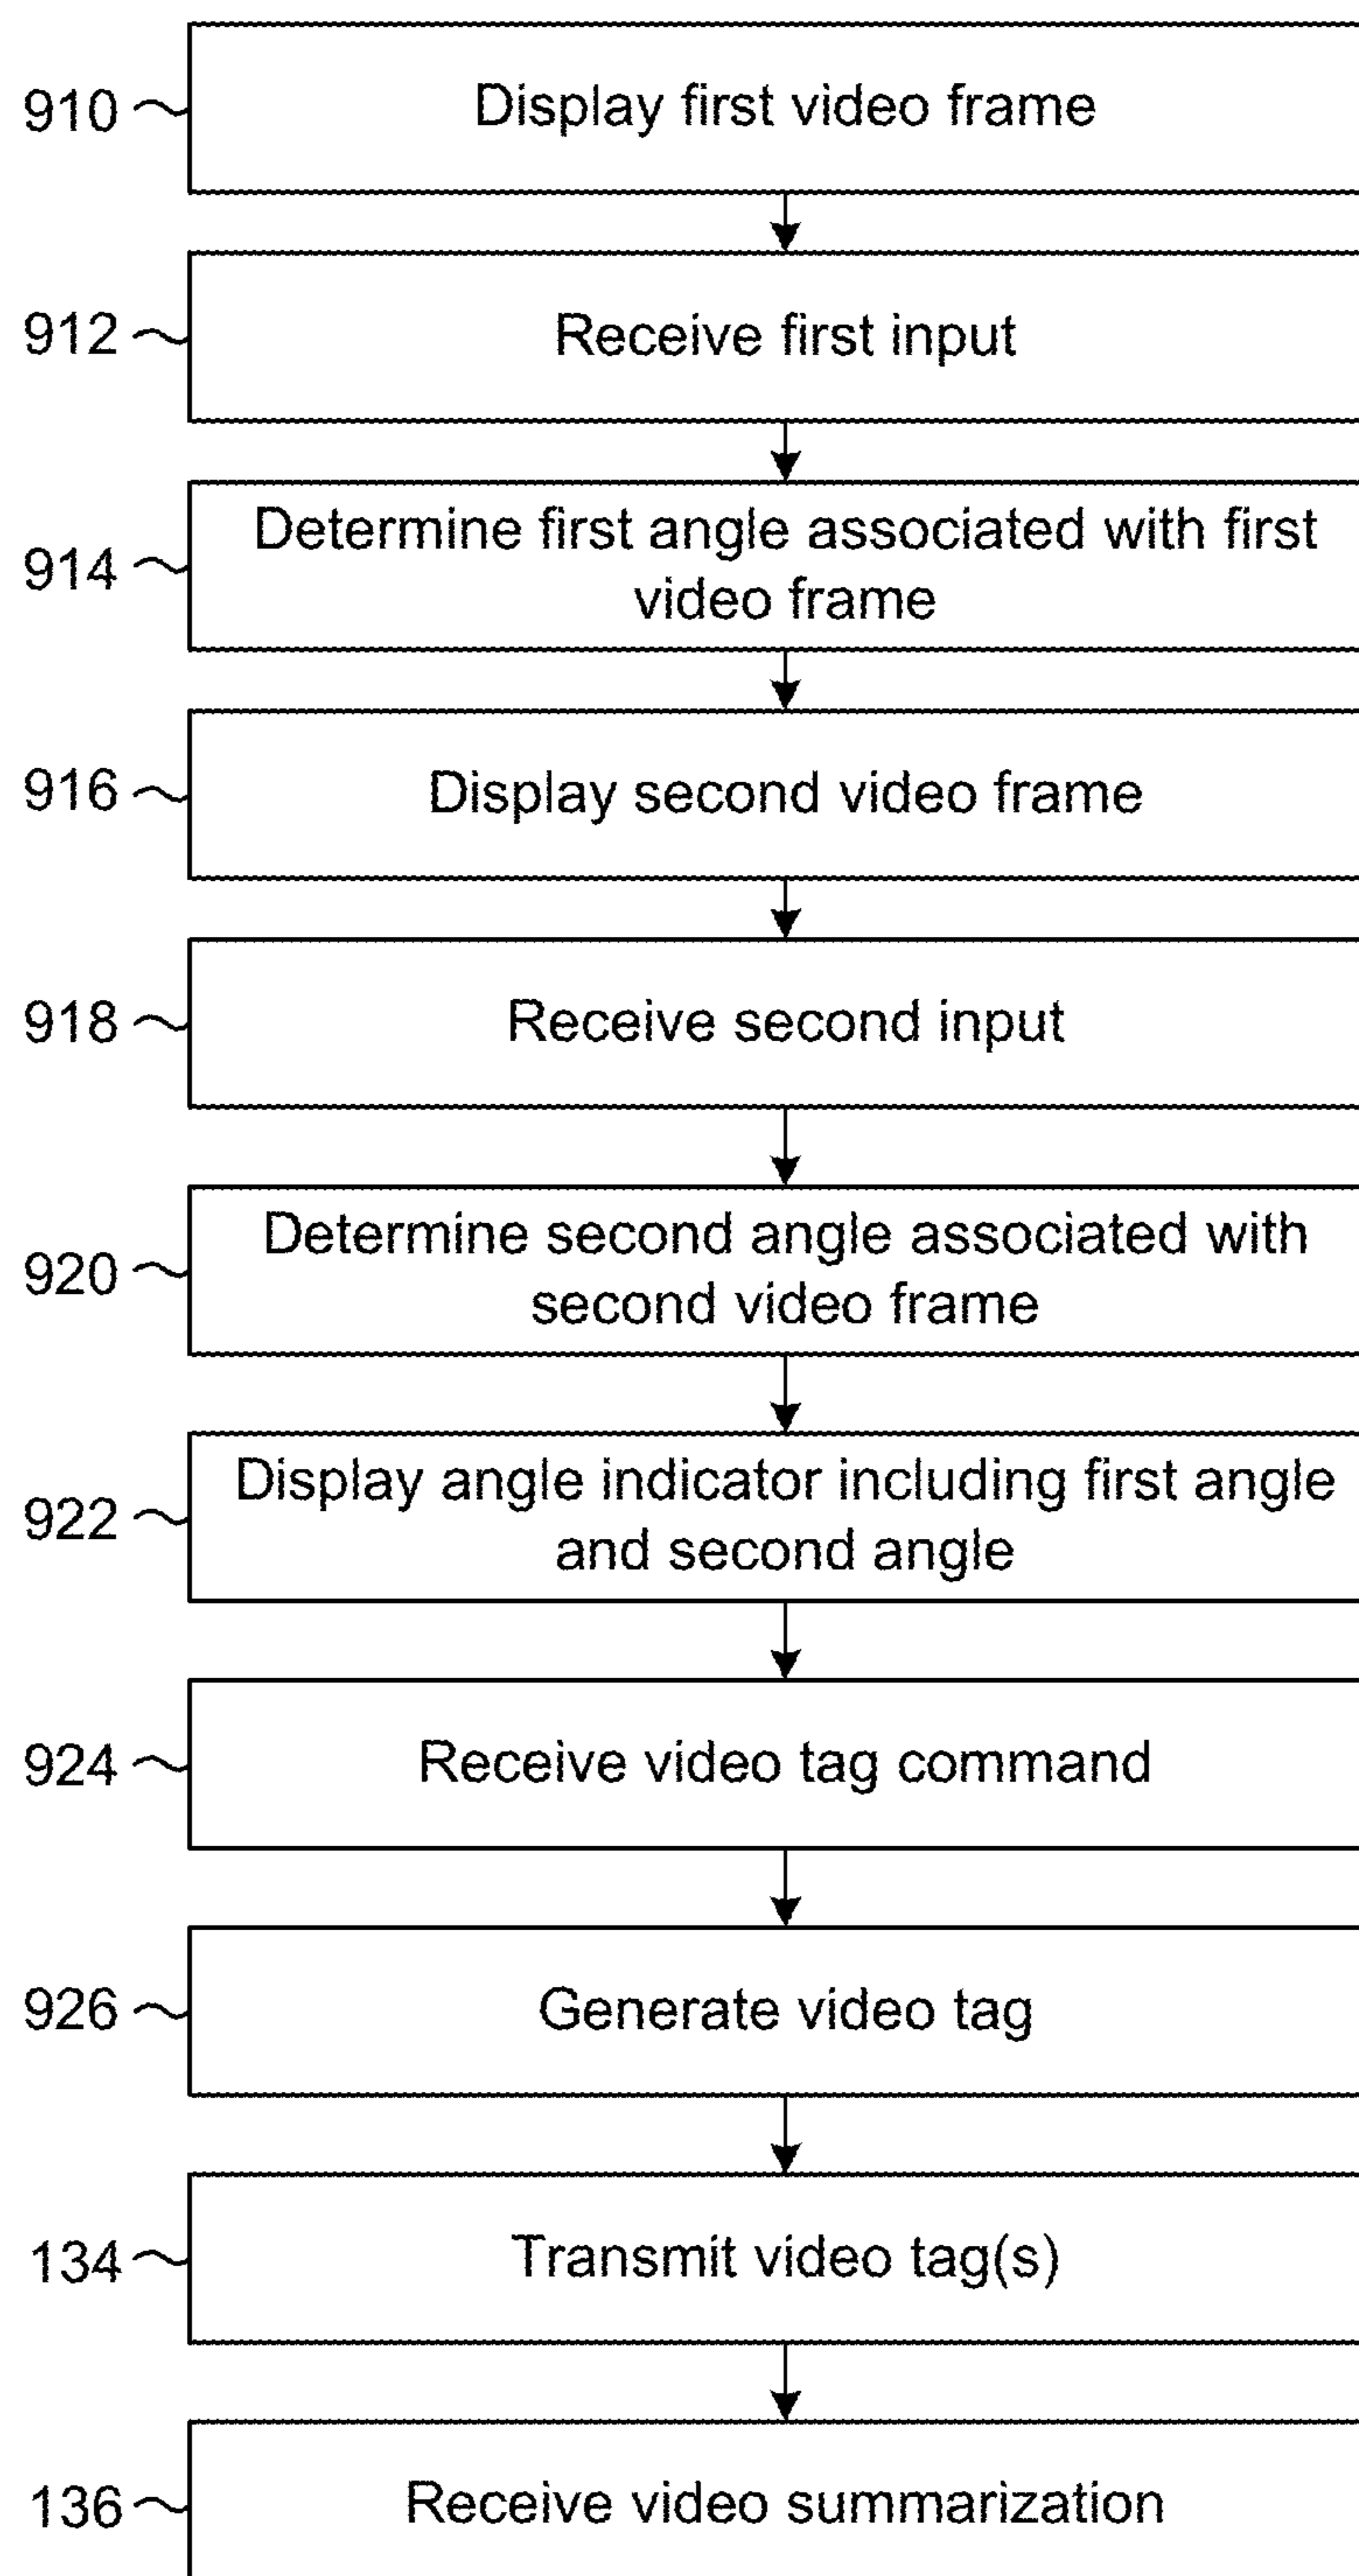 910
Display first video frame
912
Receive first input
914
Determine first angle associated with first
video frame
916
Display second video frame
918
Receive second input
920
Determine second angle associated with
second video frame
922
Display angle indicator including first angle
and second angle
924
Receive video tag command
926
Generate video tag
134
Transmit video tag(s)
136
Receive video summarization